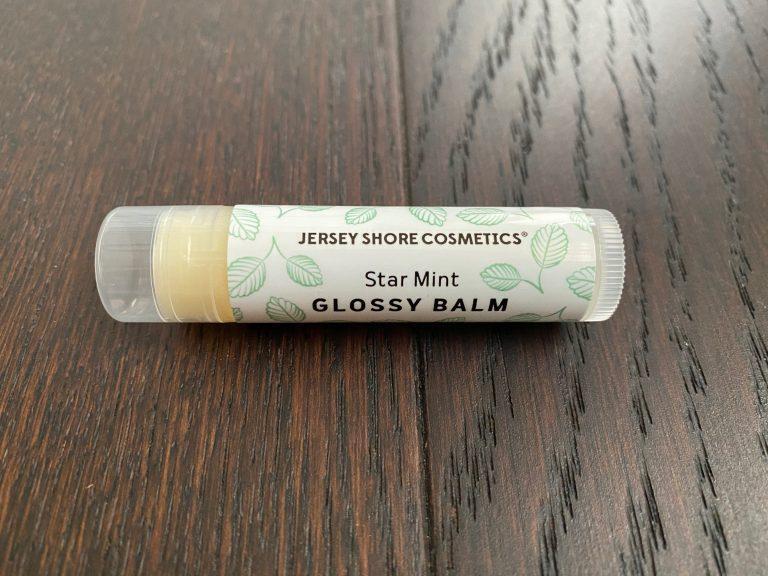 JERSEY SHORE COSMETICS®
Star Mint
GLOSSY BALM